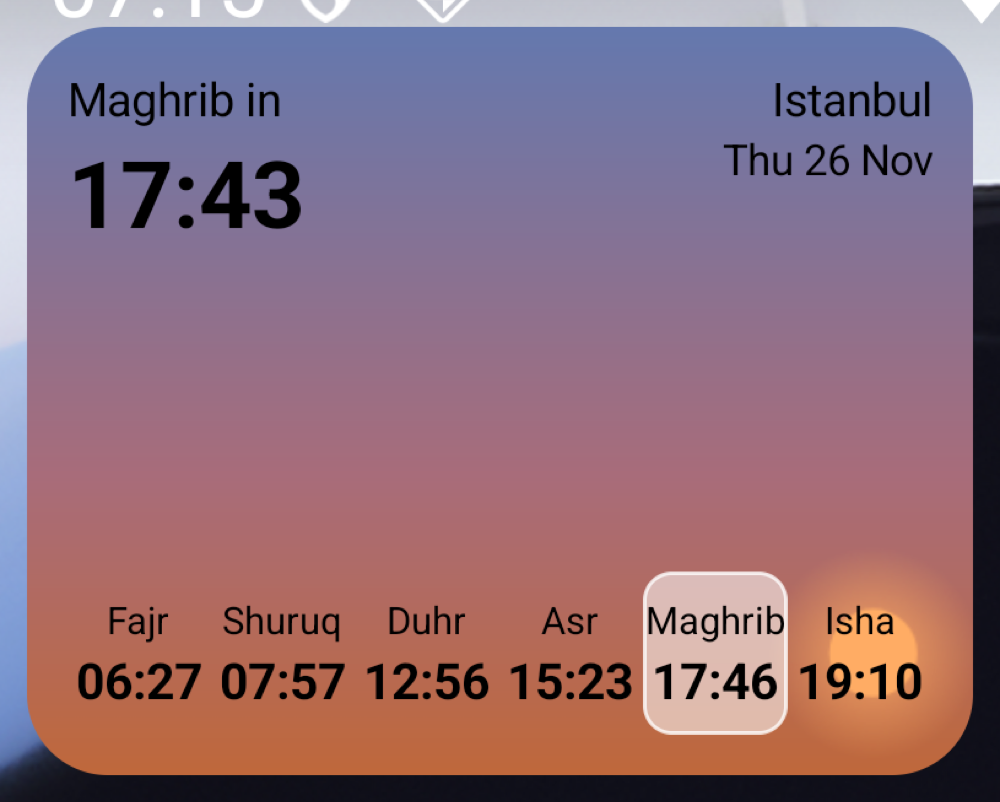 Maghrib in
17:43
Istanbul
Thu 26 Nov
Fajr Shuruq Duhr Asr Maghrib Isha
06:27 07:57 12:56 15:23 17:46 19:10